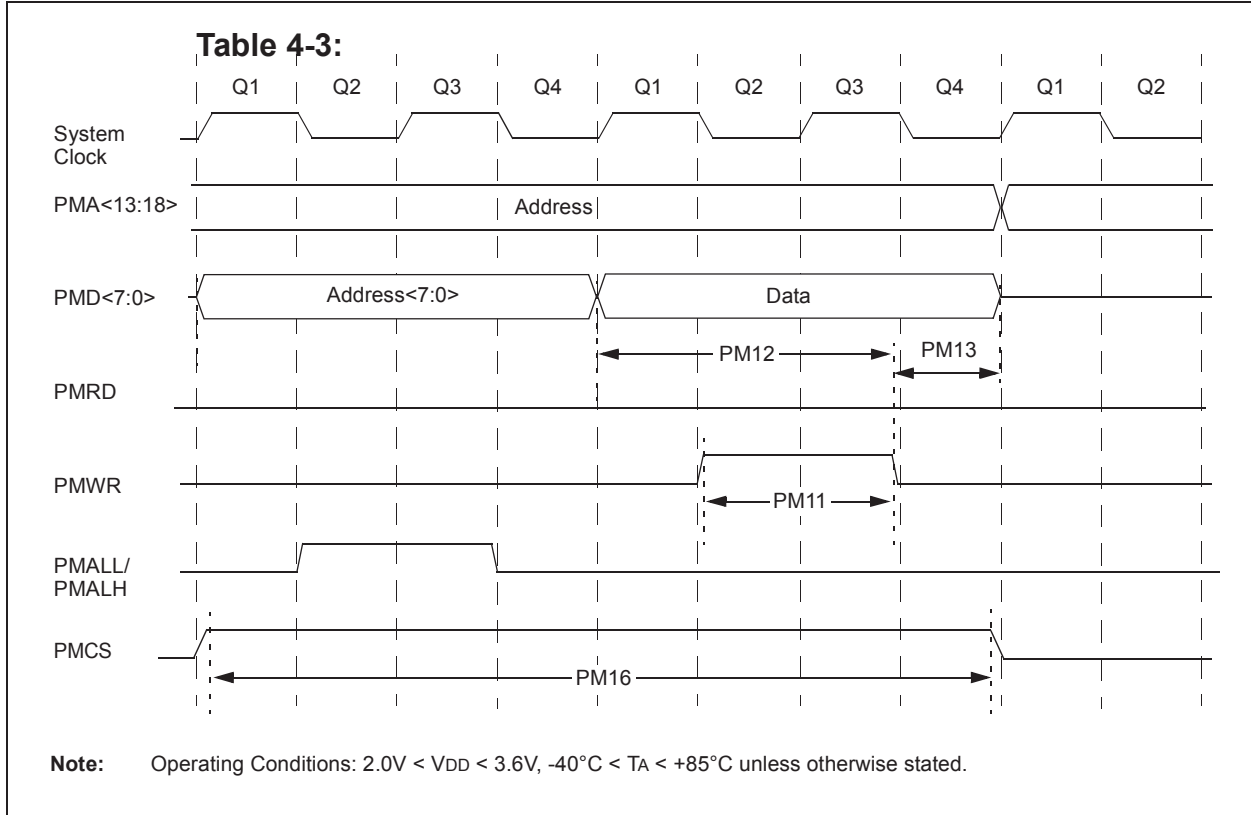 Table 4-3:
Q1 Q2 Q3 Q4 Q1 Q2 Q3 Q4 Q1 Q2
System
Clock
PMA<13:18> Address
PMD<7:0> Address<7:0> Data
PM12 PM13
PMRD
PMWR
PM11
PMALL/
PMALH
PMCS
PM16
Note: Operating Conditions: 2.0V < VDD < 3.6V, -40°C < TA < +85°C unless otherwise stated.